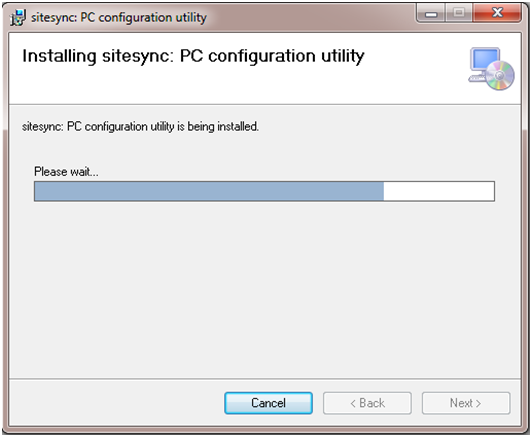 sitesync: PC configuration utility
Installing sitesync: PC configuration utility
sitesync: PC configuration utility is being installed.
Please wait...
Cancel
< Back
Next >